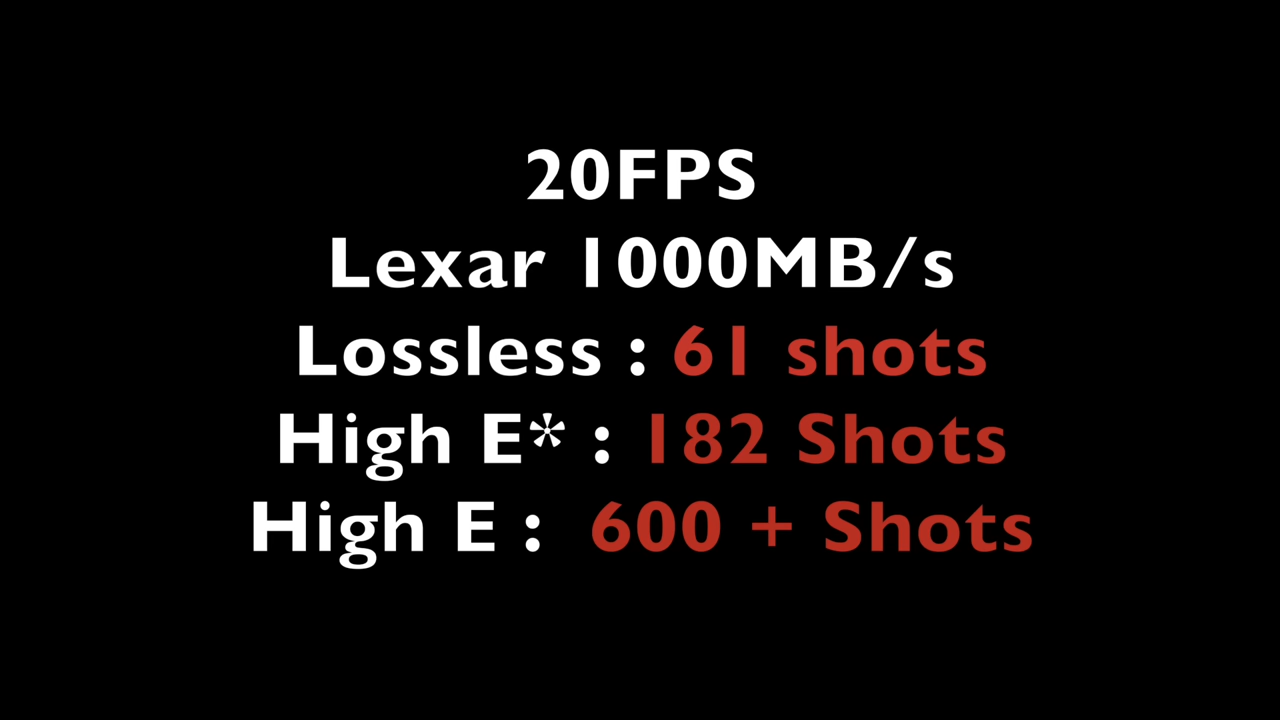 20FPS
Lexar 1000MB/s
Lossless : 61 shots
High E* : 182 Shots
High E : 600 + Shots